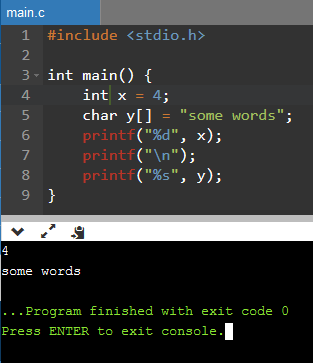 main.c
1 #include <stdio.h>
2
3 int main() {
4     int x = 4;
5     char y[] = "some words";
6     printf("%d", x);
7     printf("\n");
8     printf("%s", y);
9 }
4
some words
...Program finished with exit code 0
Press ENTER to exit console.